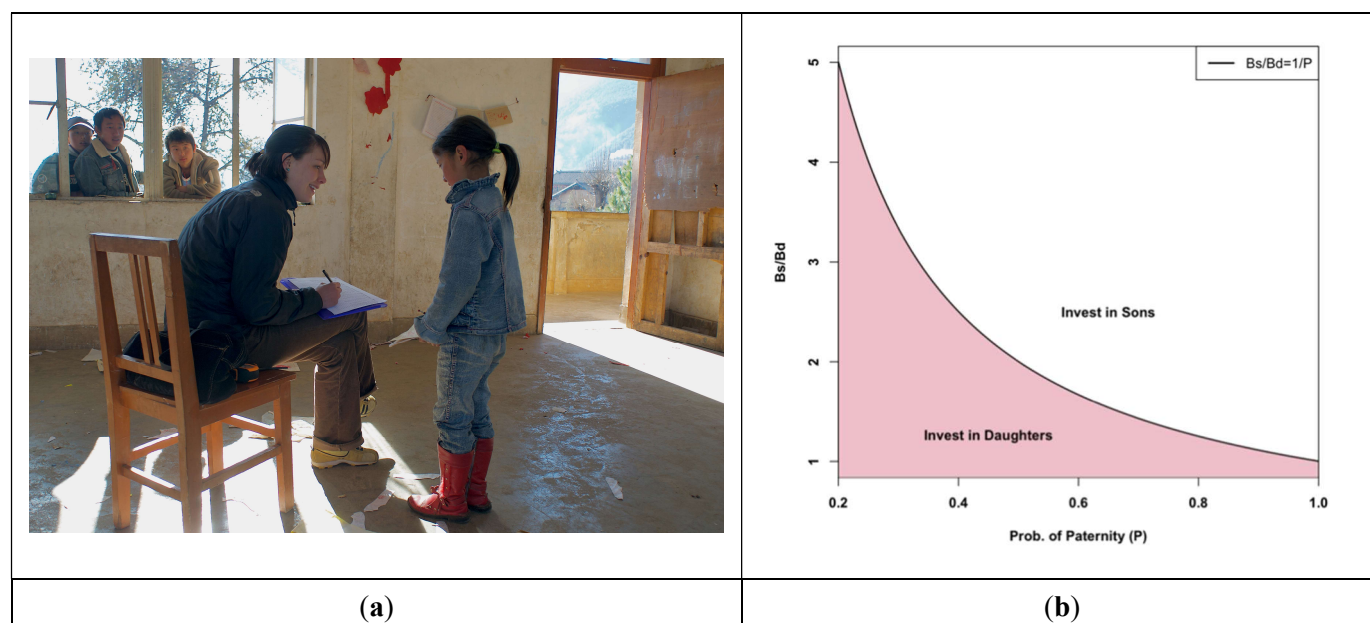 Bs/Bd=1/P
5
4
3
2
1
Bs/Bd
Invest in Sons
Invest in Daughters
0.2 0.4 0.6 0.8 1.0
Prob. of Paternity (P)
(a) (b)